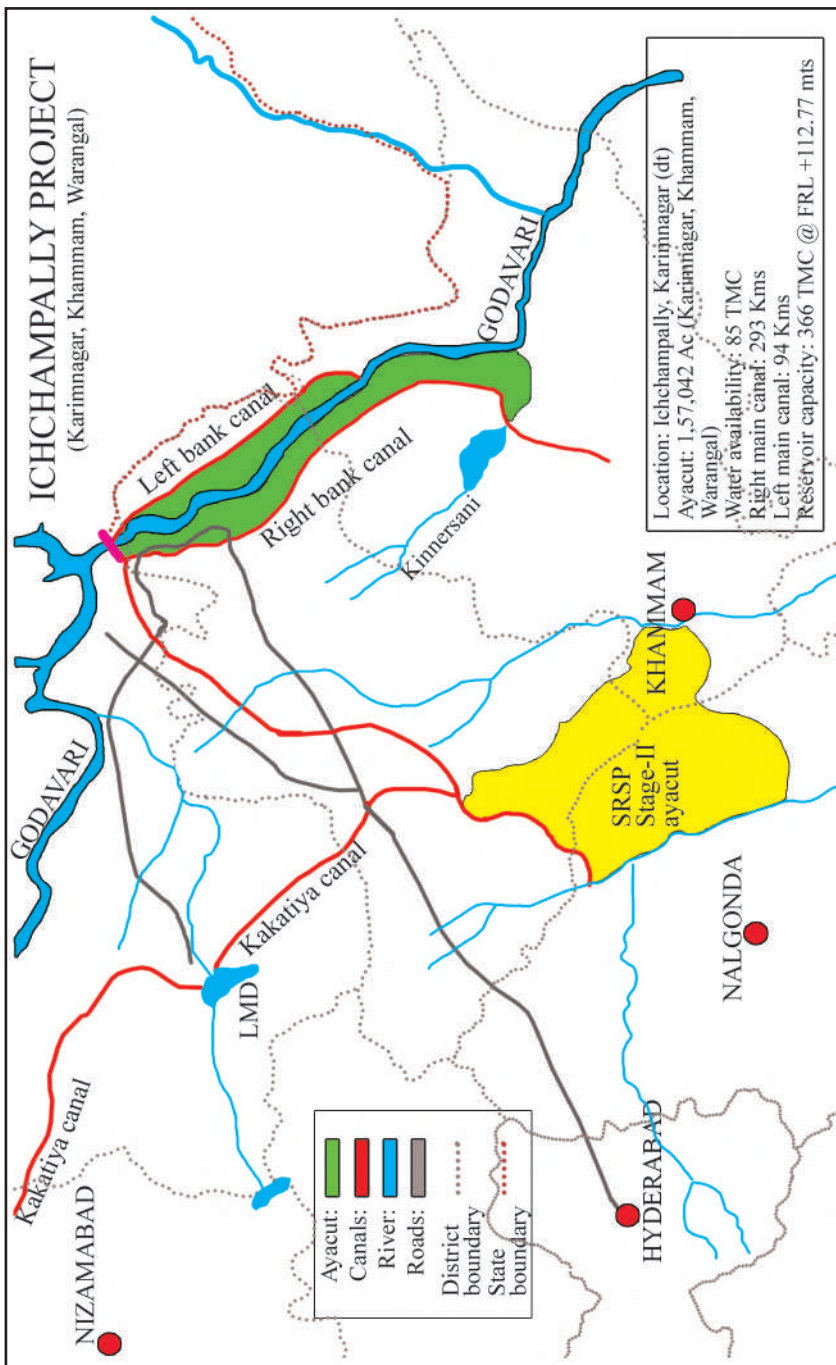 ICHCHAMPALLY PROJECT
(Karimnagar, Khammam, Warangal)
GODAVARI
Kakatiya canal
NIZAMABAD
LMD
Kakatiya canal
Left bank canal
Right bank canal
Kinnersani
GODAVARI
SRSP
Stage-II
ayacut
KHAMMAM
NALGONDA
HYDERABAD
Ayacut:
Canals:
River:
Roads:
District
boundary
State
boundary
Location: Ichchampally, Karimnagar (dt)
Ayacut: 1,57,042 Ac (Karimnagar, Khammam,
Warangal)
Water availability: 85 TMC
Right main canal: 293 Kms
Left main canal: 94 Kms
Reservoir capacity: 366 TMC @ FRL +112.77 mts